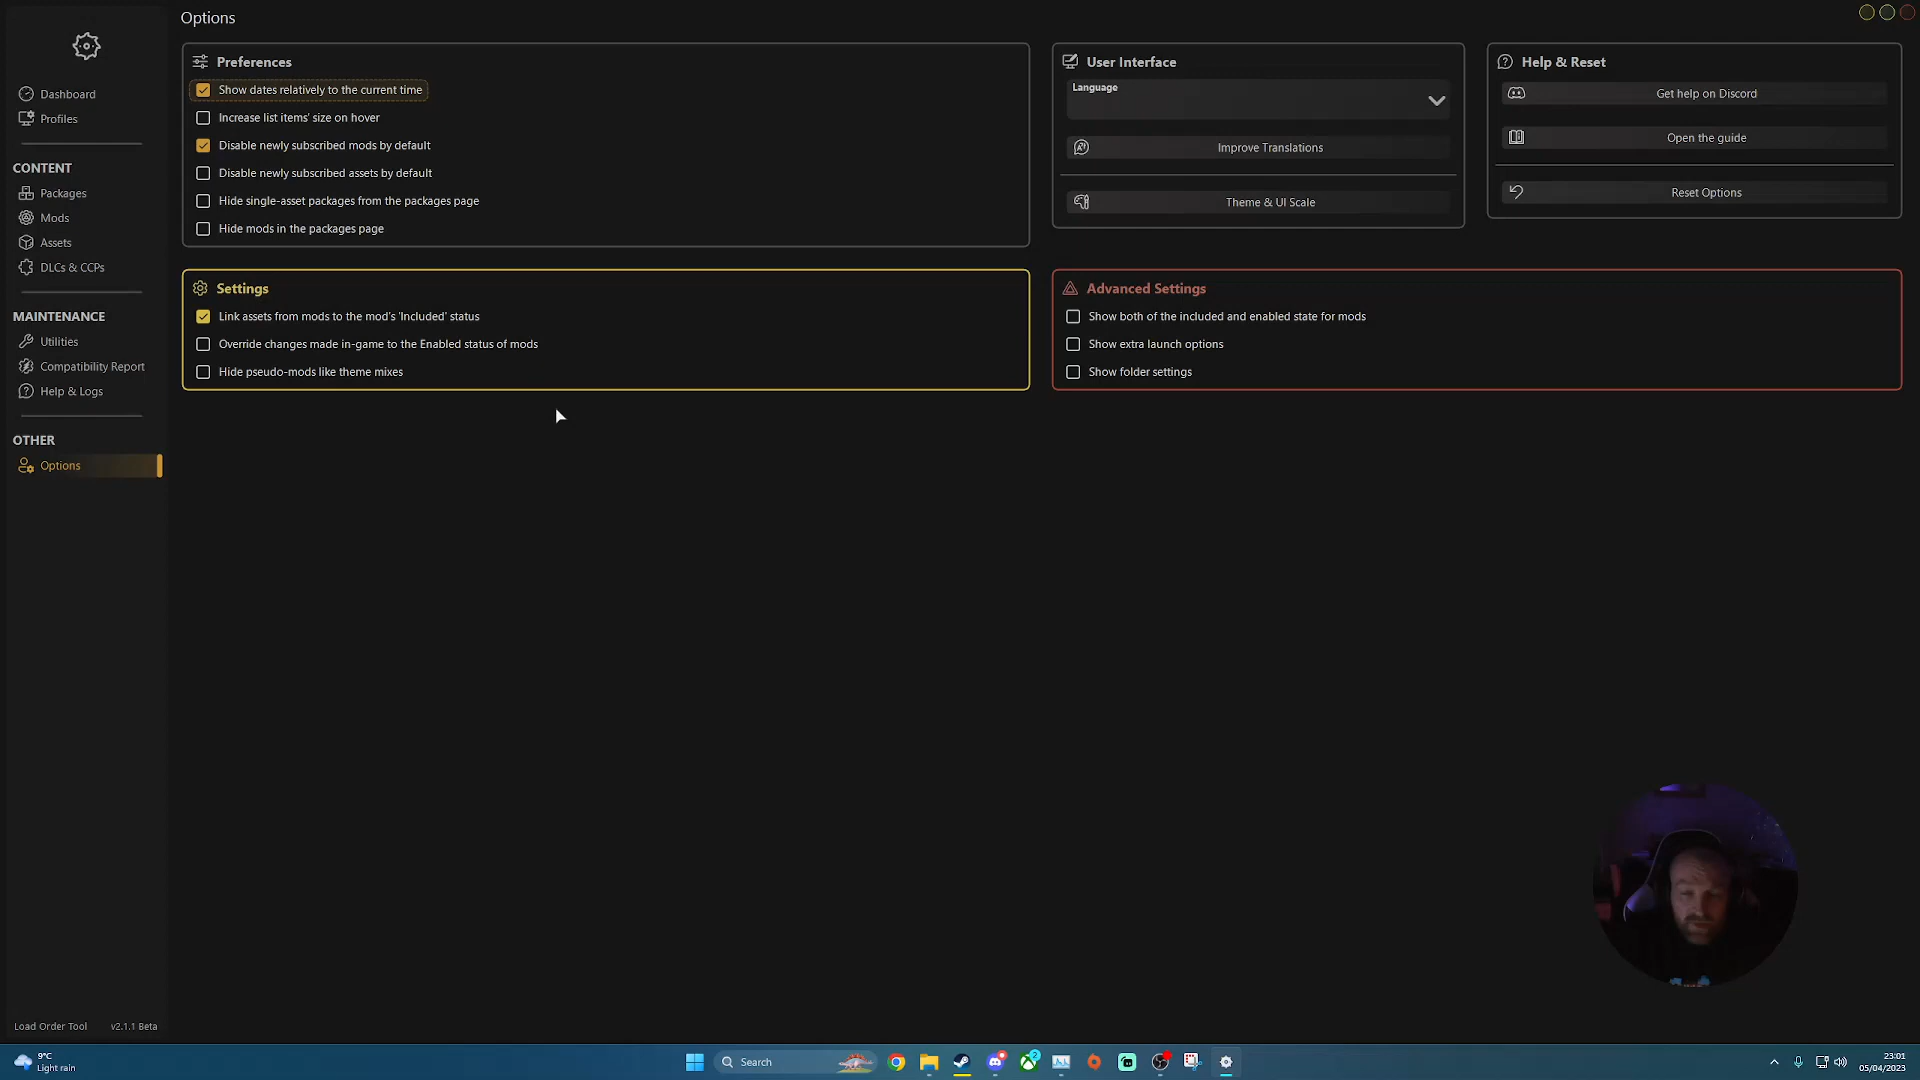 Options
Dashboard
Profiles
CONTENT
Packages
Mods
Assets
DLCs & CCPs
MAINTENANCE
Utilities
Compatibility Report
Help & Logs
OTHER
Options
Load Order Tool v2.1.1 Beta
Preferences
Show dates relatively to the current time
Increase list items' size on hover
Disable newly subscribed mods by default
Disable newly subscribed assets by default
Hide single-asset packages from the packages page
Hide mods in the packages page
User Interface
Language
Improve Translations
Theme & UI Scale
Help & Reset
Get help on Discord
Open the guide
Reset Options
Settings
Link assets from mods to the mod's 'Included' status
Override changes made in-game to the Enabled status of mods
Hide pseudo-mods like theme mixes
Advanced Settings
Show both of the included and enabled state for mods
Show extra launch options
Show folder settings
9°C
Light rain
Search
2
23:01
05/04/2023